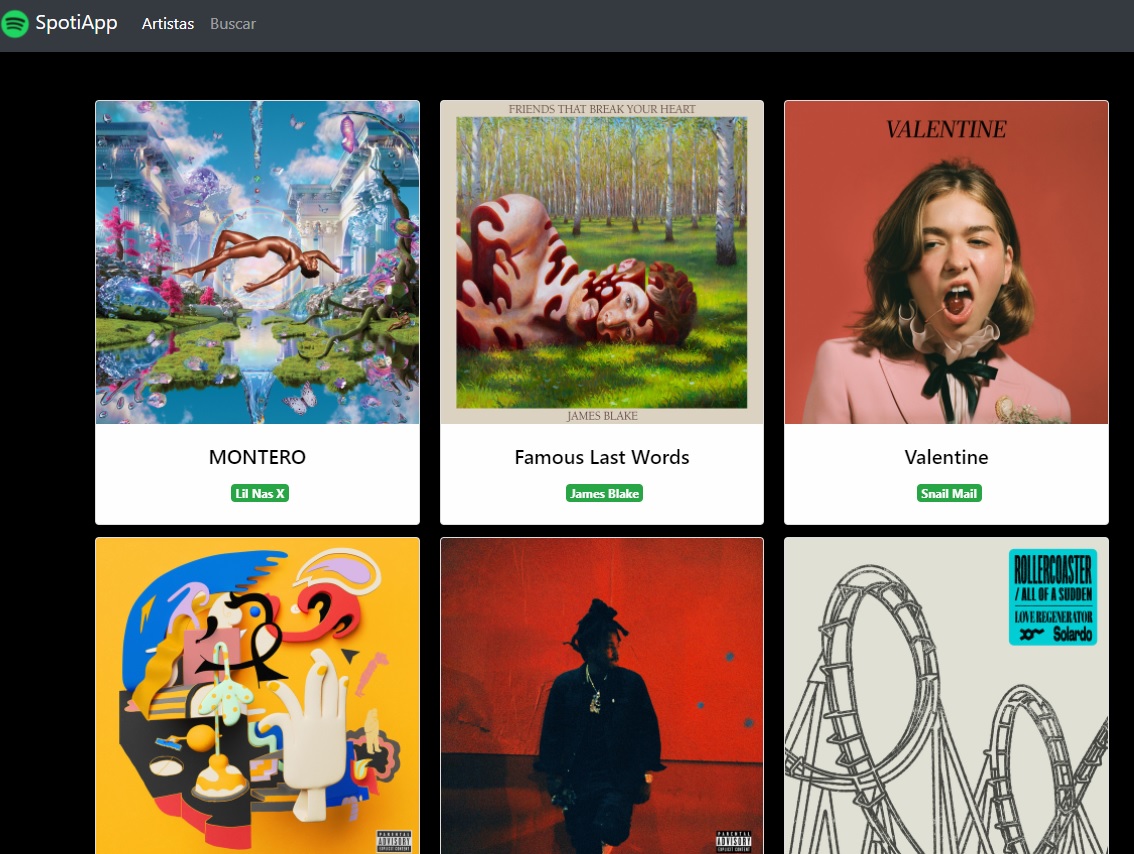 SpotiApp Artistas Buscar
FRIENDS THAT BREAK YOUR HEART
JAMES BLAKE
VALENTINE
MONTERO
Lil Nas X
Famous Last Words
James Blake
Valentine
Snail Mail
PARENTAL
ADVISORY
EXPLICIT CONTENT
PARENTAL
ADVISORY
EXPLICIT CONTENT
ROLLERCOASTER
/ ALL OF A SUDDEN
LOVE REGENERATOR
Solardo